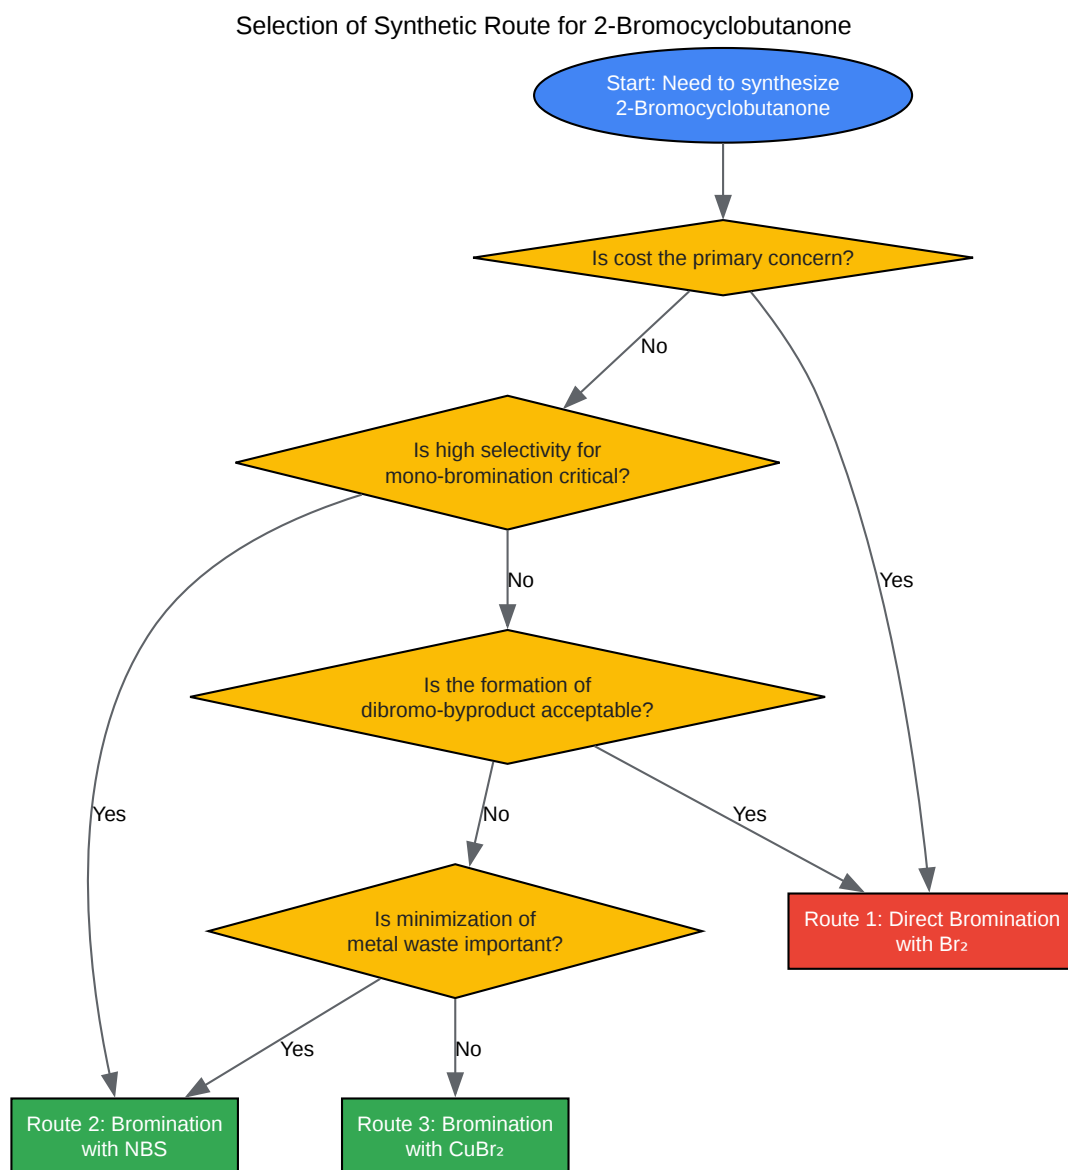 Selection of Synthetic Route for 2-Bromocyclobutanone
Start: Need to synthesize
2-Bromocyclobutanone
Is cost the primary concern?
No
Is high selectivity for
mono-bromination critical?
No
Yes
Is the formation of
dibromo-byproduct acceptable?
Yes
No
Yes
Is minimization of
metal waste important?
Route 1: Direct Bromination
with Br₂
Yes
No
Route 2: Bromination
with NBS
Route 3: Bromination
with CuBr₂